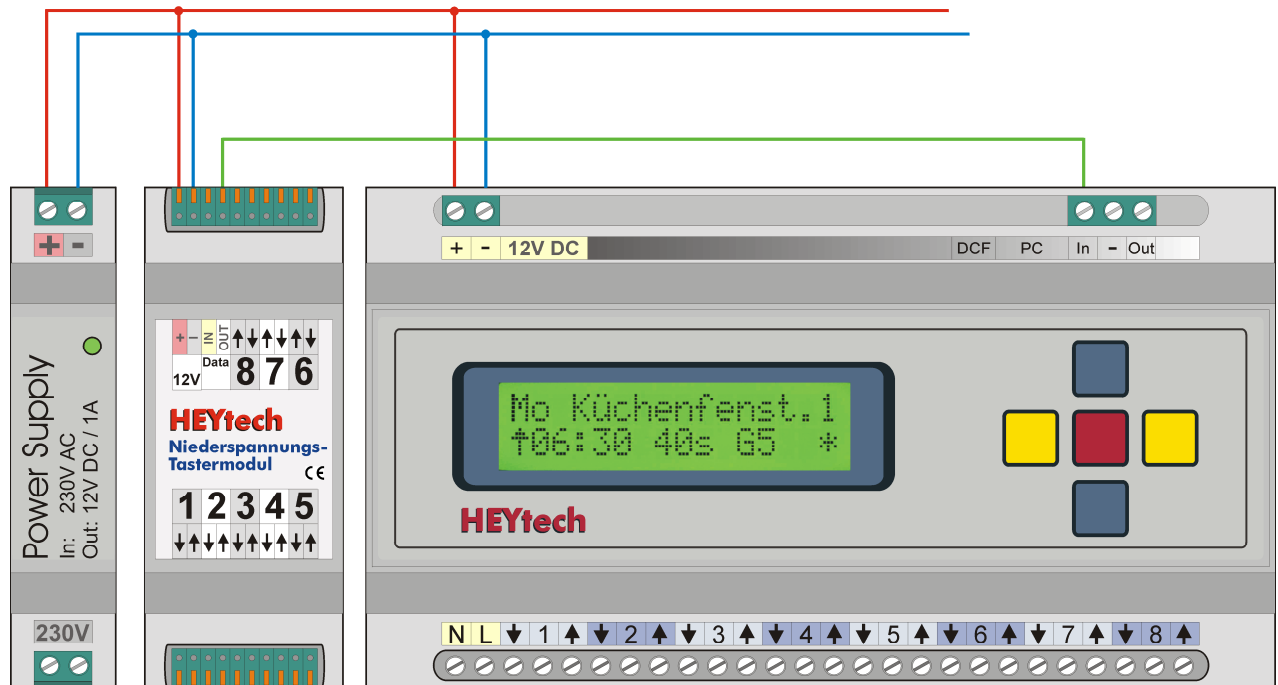 + -
Power Supply
In: 230V AC
Out: 12V DC / 1A
230V
+ - IN OUT
12V Data 8 7 6
HEYtech
Niederspannungs-
Tastermodul
CE
1 2 3 4 5
↓ ↑ ↓ ↑ ↓ ↑ ↓ ↑ ↓ ↑
+ - 12V DC DCF PC In - Out
Mo Küchenfenst.1
↑06:30 40s G5 *
HEYtech
N L ↓ 1 ↑ ↓ 2 ↑ ↓ 3 ↑ ↓ 4 ↑ ↓ 5 ↑ ↓ 6 ↑ ↓ 7 ↑ ↓ 8 ↑